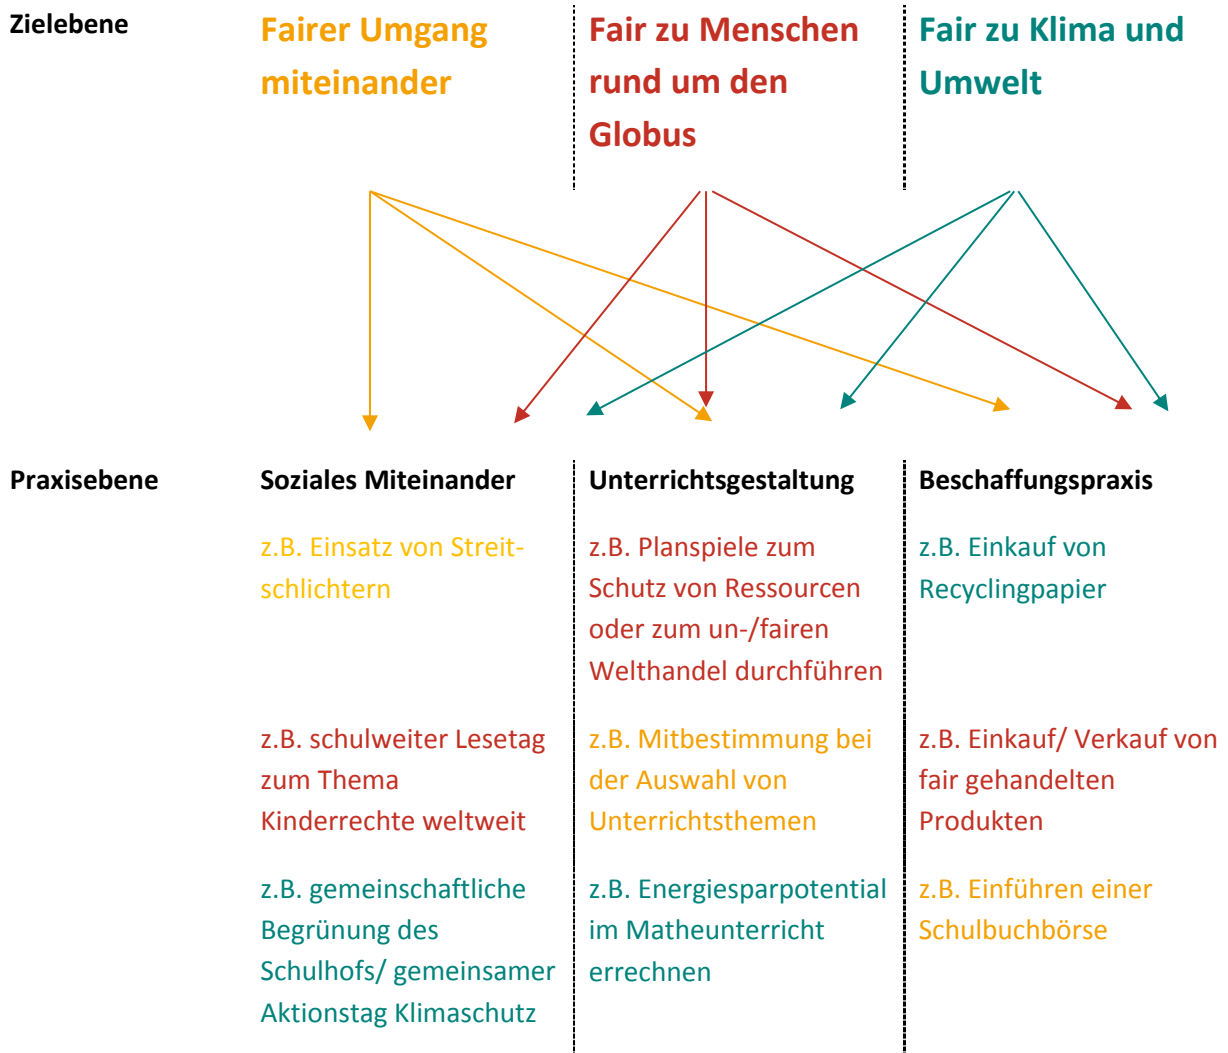 Zielebene
Fairer Umgang
miteinander
Fair zu Menschen
rund um den
Globus
Fair zu Klima und
Umwelt
Praxisebene
Soziales Miteinander
z.B. Einsatz von Streit-
schlichtern
z.B. schulweiter Lesetag
zum Thema
Kinderrechte weltweit
z.B. gemeinschaftliche
Begrünung des
Schulhofs/ gemeinsamer
Aktionstag Klimaschutz
Unterrichtsgestaltung
z.B. Planspiele zum
Schutz von Ressourcen
oder zum un-/fairen
Welthandel durchführen
z.B. Mitbestimmung bei
der Auswahl von
Unterrichtsthemen
z.B. Energiesparpotential
im Matheunterricht
errechnen
Beschaffungspraxis
z.B. Einkauf von
Recyclingpapier
z.B. Einkauf/ Verkauf von
fair gehandelten
Produkten
z.B. Einführen einer
Schulbuchbörse